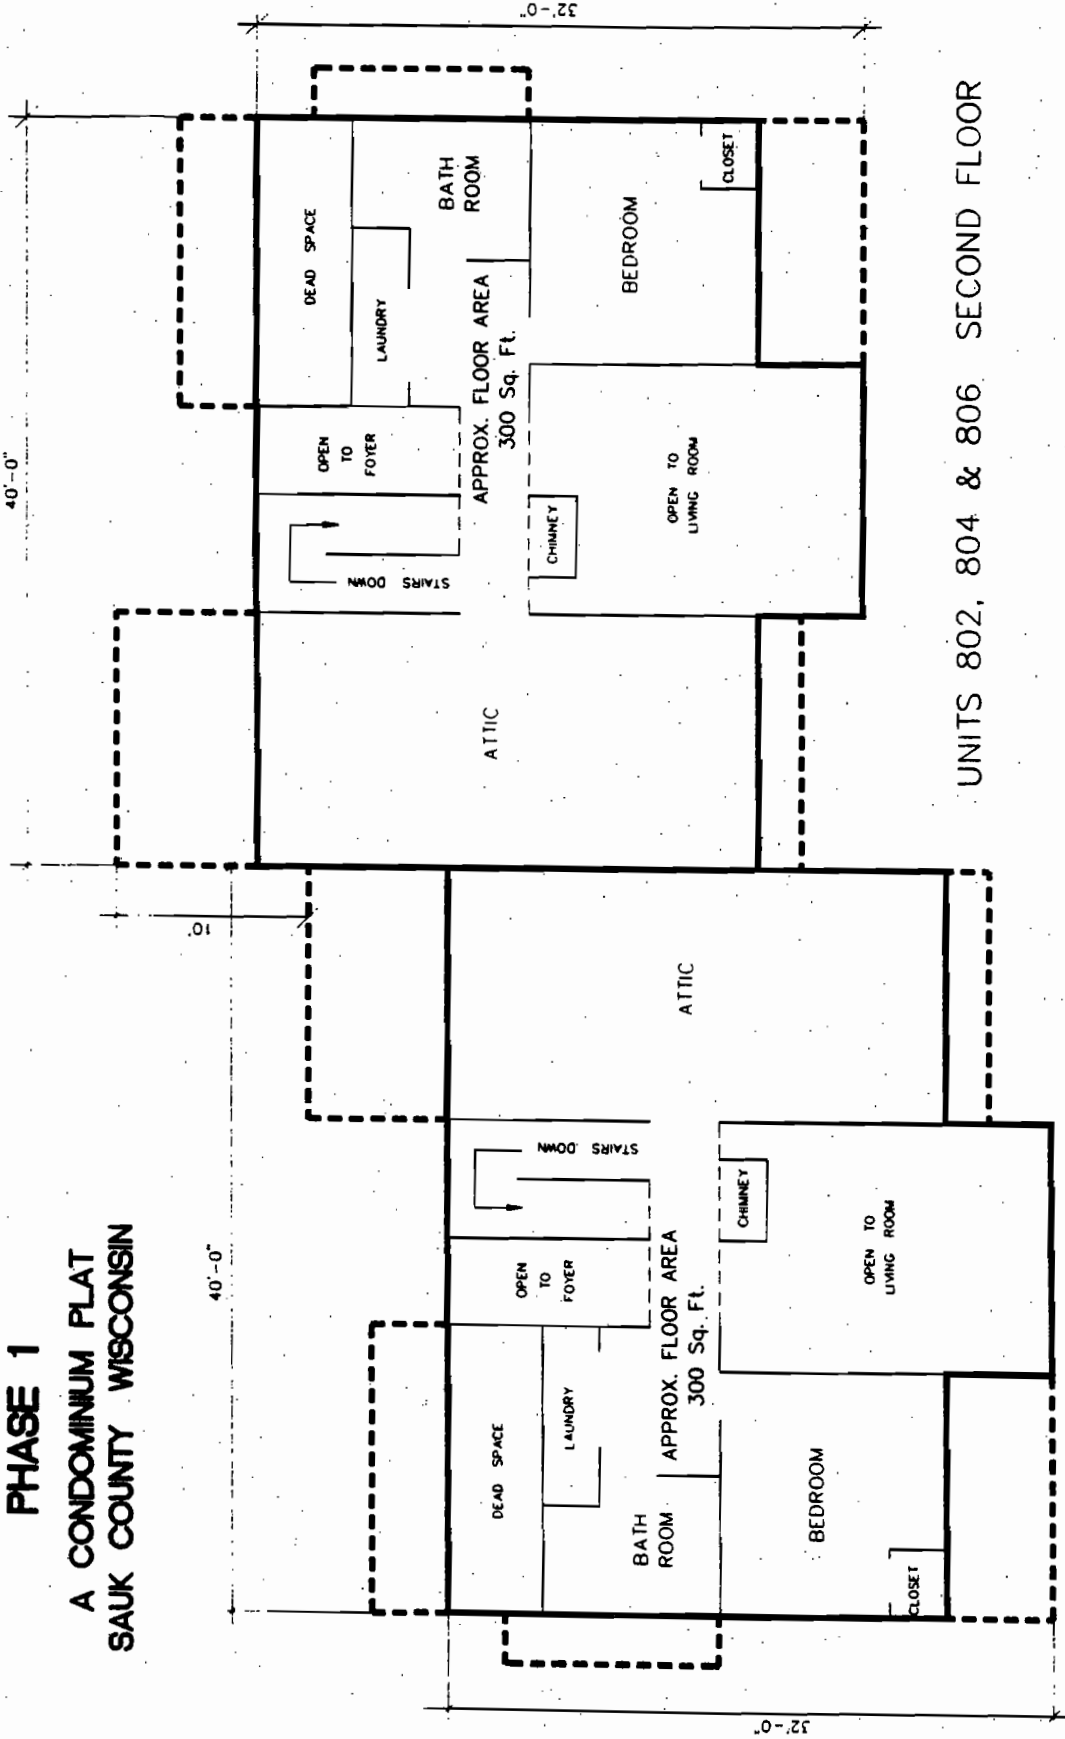 PHASE 1
A CONDOMINIUM PLAT
SAUK COUNTY WISCONSIN
40'-0"
40'-0"
10'
32'-0"
32'-0"
DEAD SPACE
LAUNDRY
BATH
ROOM
OPEN
TO
FOYER
STAIRS DOWN
APPROX. FLOOR AREA
300 Sq. Ft.
CHIMNEY
BEDROOM
CLOSET
OPEN TO
LIVING ROOM
ATTIC
DEAD SPACE
LAUNDRY
BATH
ROOM
OPEN
TO
FOYER
STAIRS DOWN
APPROX. FLOOR AREA
300 Sq. Ft.
CHIMNEY
BEDROOM
CLOSET
OPEN TO
LIVING ROOM
ATTIC
UNITS 802, 804 & 806 SECOND FLOOR